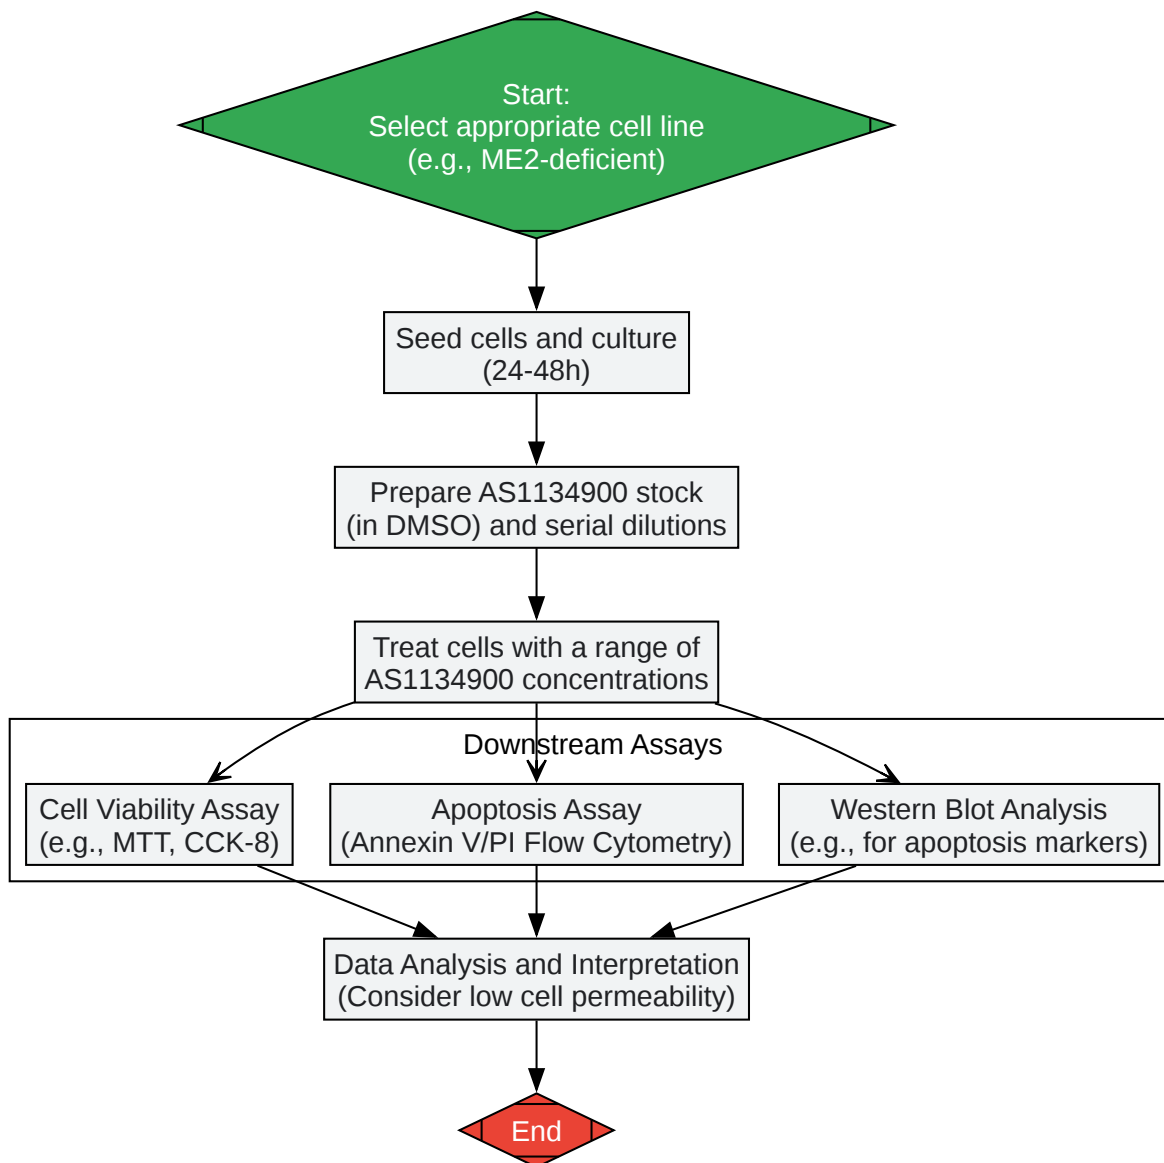 Start:
Select appropriate cell line
(e.g., ME2-deficient)
Seed cells and culture
(24-48h)
Prepare AS1134900 stock
(in DMSO) and serial dilutions
Treat cells with a range of
AS1134900 concentrations
Downstream Assays
Cell Viability Assay
(e.g., MTT, CCK-8)
Apoptosis Assay
(Annexin V/PI Flow Cytometry)
Western Blot Analysis
(e.g., for apoptosis markers)
Data Analysis and Interpretation
(Consider low cell permeability)
End